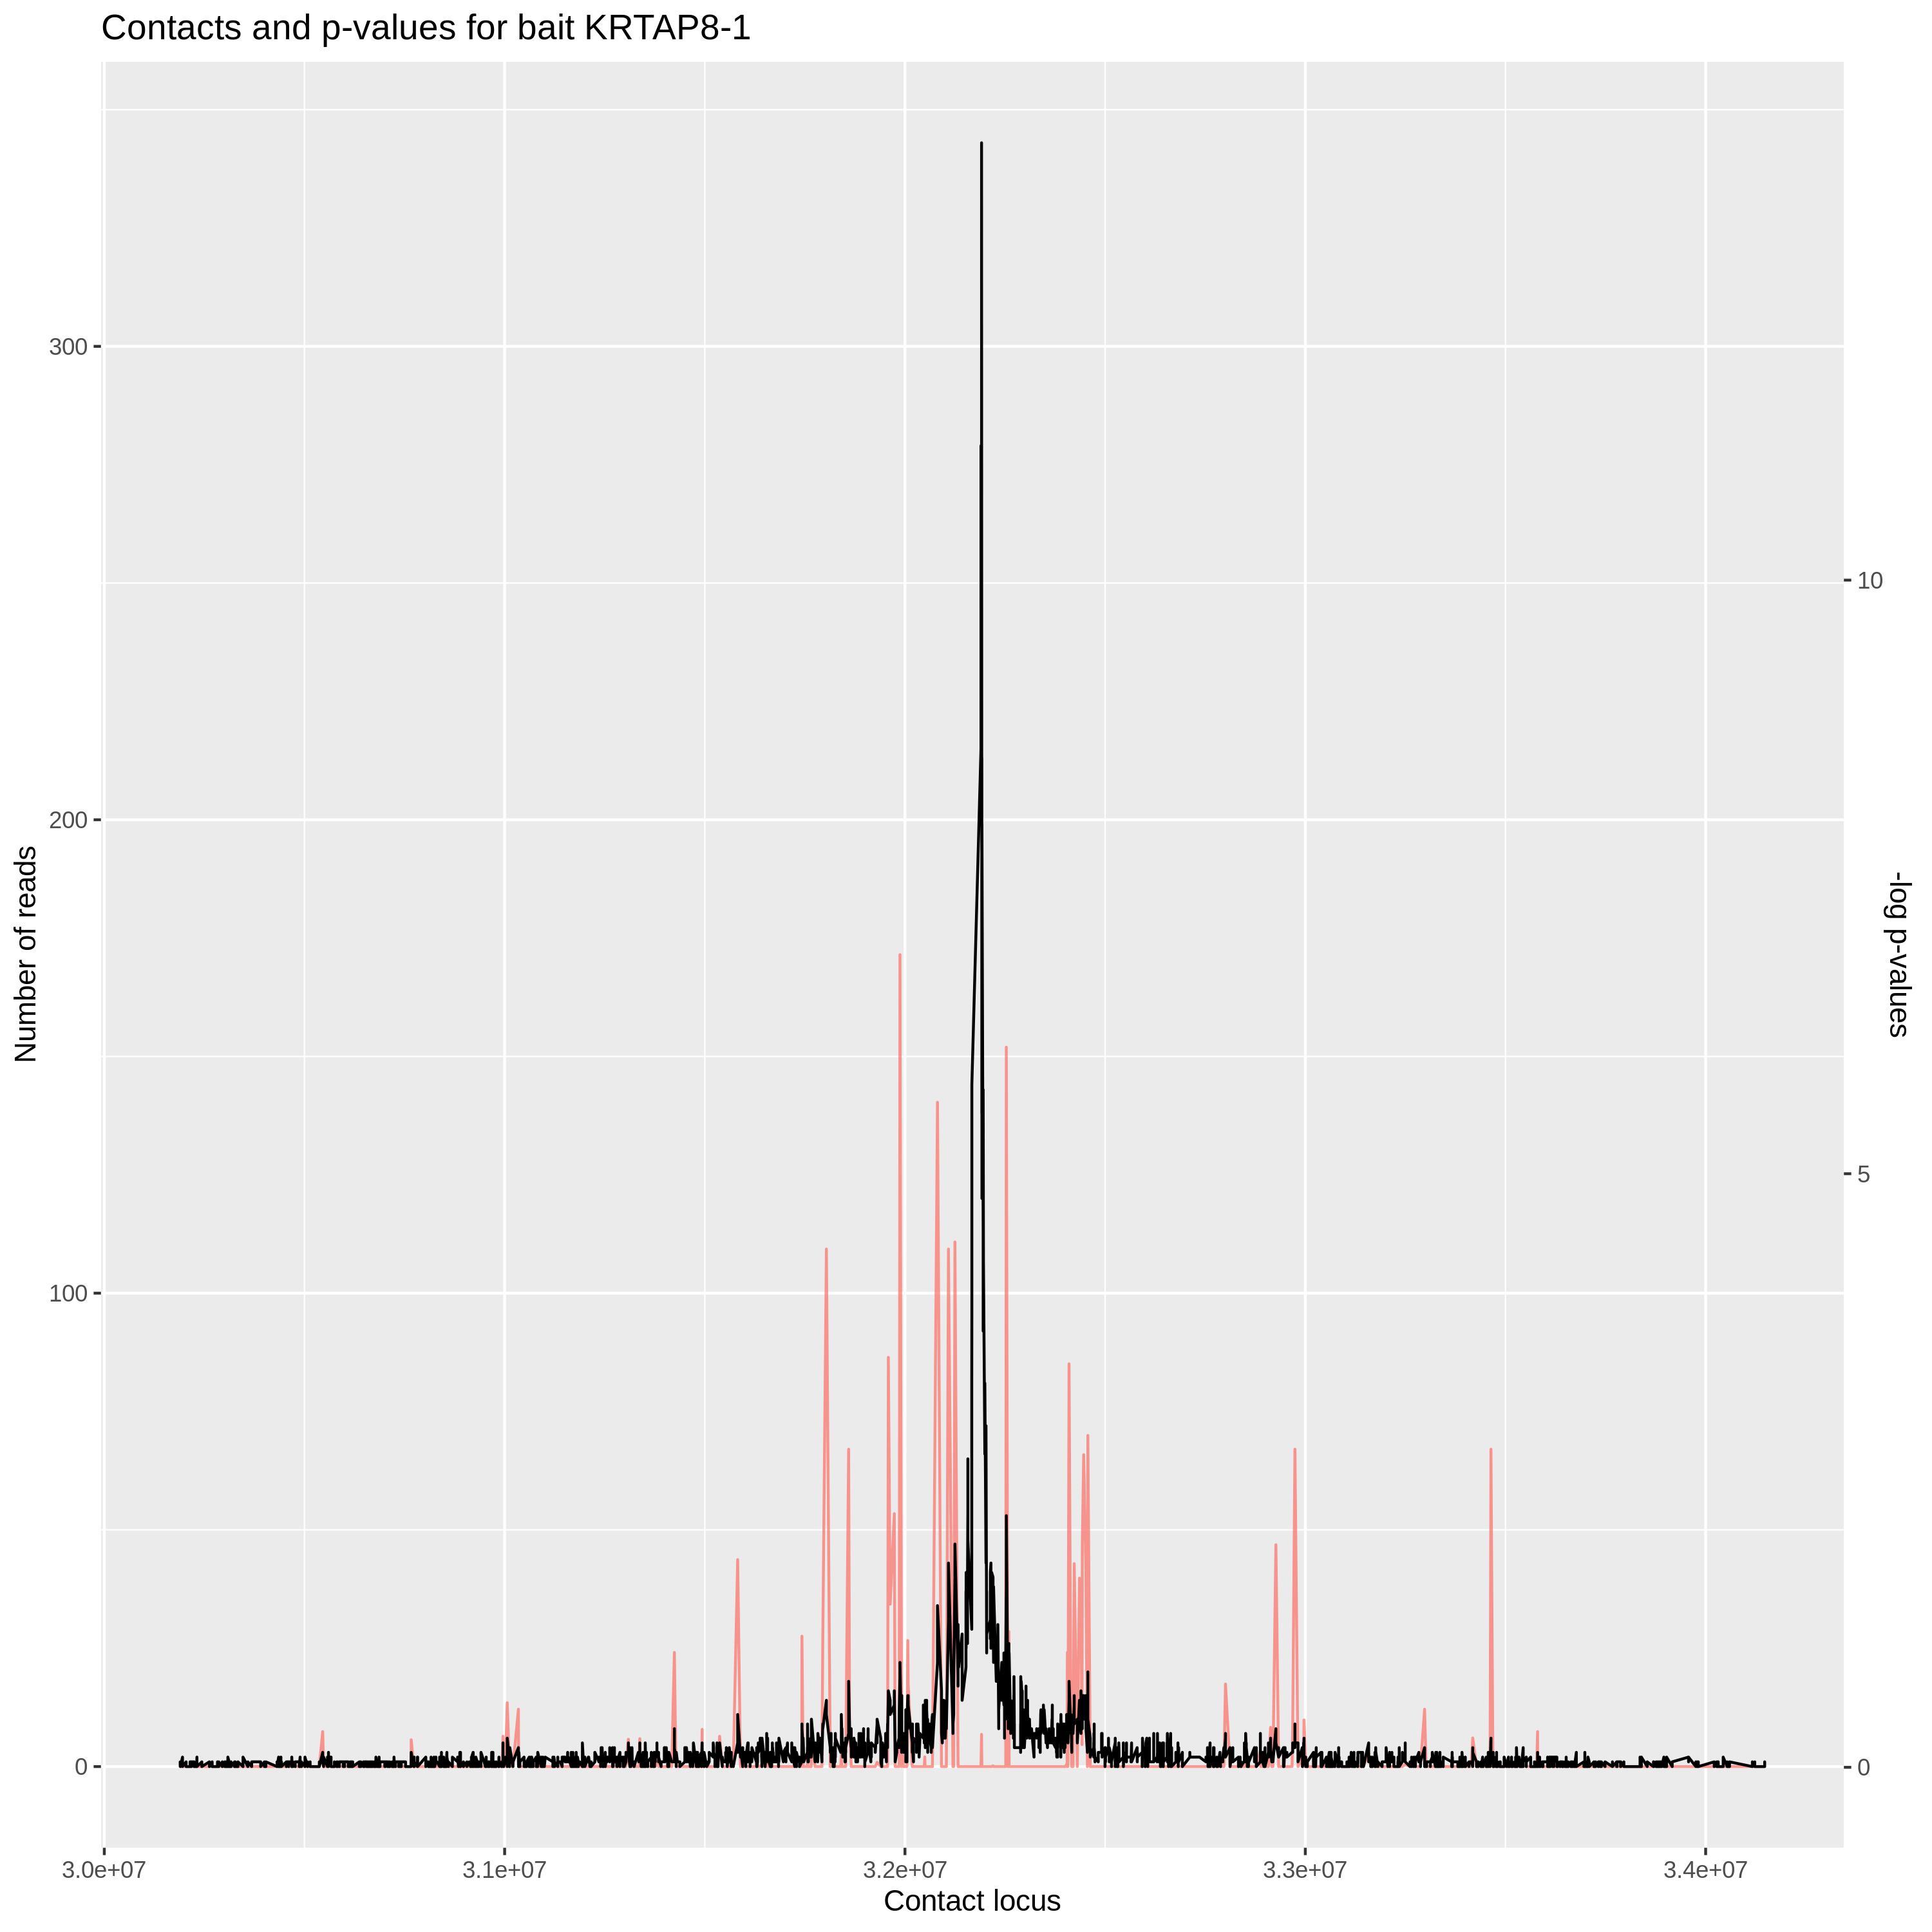 Contacts and p-values for bait KRTAP8-1
Number of reads
300
200
100
0
-log p-values
10
5
0
3.0e+07
3.1e+07
3.2e+07
3.3e+07
3.4e+07
Contact locus